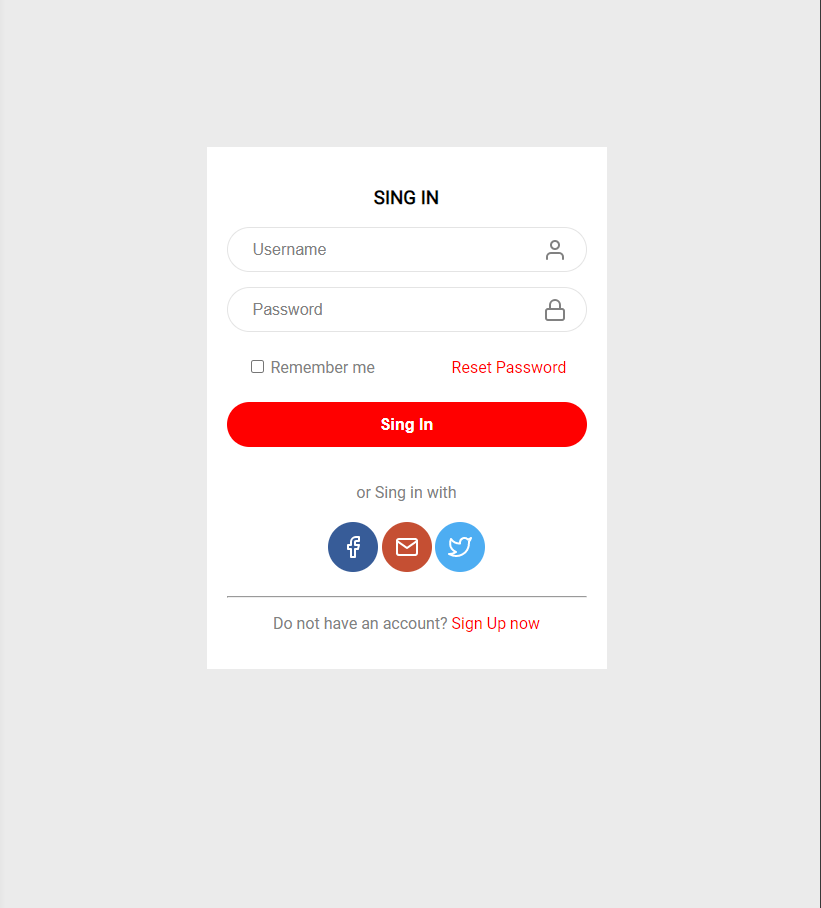 SING IN
Username
Password
Remember me Reset Password
Sing In
or Sing in with
Do not have an account? Sign Up now